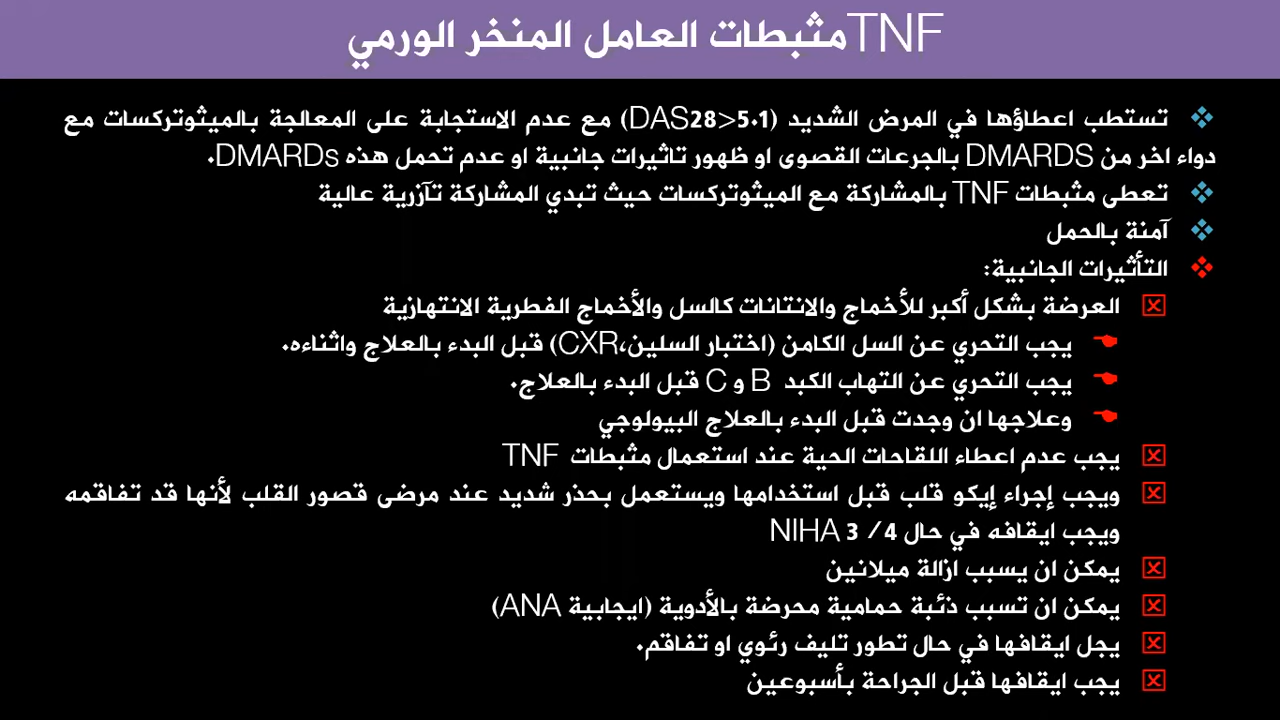 TNFمثبطات العامل المنخر الورمي
تستطب اعطاؤها في المرض الشديد (DAS28>5.1) مع عدم الاستجابة على المعالجة بالميثوتركسات مع
دواء اخر من DMARDS بالجرعات القصوى او ظهور تاثيرات جانبية او عدم تحمل هذه DMARDs.
تعطى مثبطات TNF بالمشاركة مع الميثوتركسات حيث تبدي المشاركة تآزرية عالية
آمنة بالحمل
التأثيرات الجانبية:
العرضة بشكل أكبر للأخماج والانتانات كالسل والأخماج الفطرية الانتهازية
يجب التحري عن السل الكامن (اختبار السلين،CXR) قبل البدء بالعلاج واثناءه.
يجب التحري عن التهاب الكبد B و C قبل البدء بالعلاج.
وعلاجها ان وجدت قبل البدء بالعلاج البيولوجي
يجب عدم اعطاء اللقاحات الحية عند استعمال مثبطات TNF
ويجب إجراء إيكو قلب قبل استخدامها ويستعمل بحذر شديد عند مرضى قصور القلب لأنها قد تفاقمه
ويجب ايقافه في حال NIHA 3 /4
يمكن ان يسبب ازالة ميلانين
يمكن ان تسبب ذئبة حمامية محرضة بالأدوية (ايجابية ANA)
يجل ايقافها في حال تطور تليف رئوي او تفاقم.
يجب ايقافها قبل الجراحة بأسبوعين